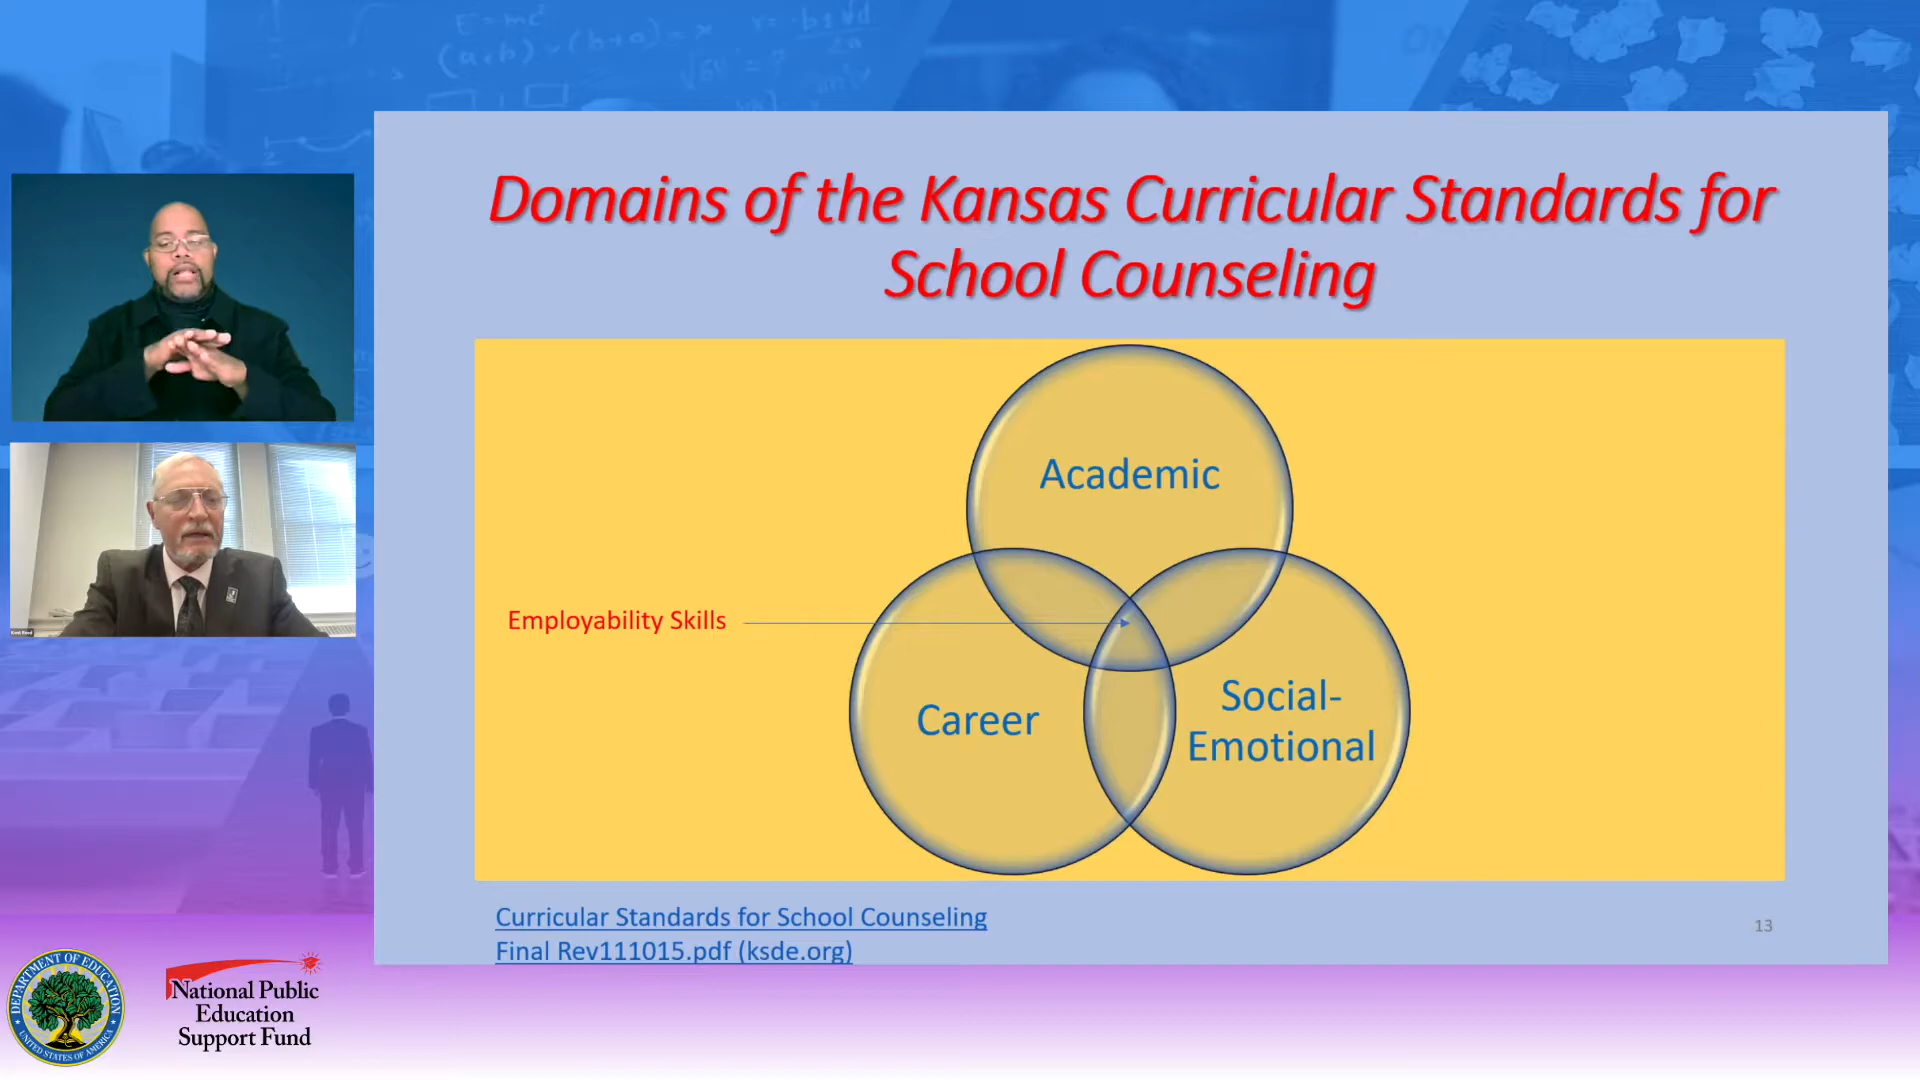 E=mc²
Domains of the Kansas Curricular Standards for
School Counseling
Academic
Employability Skills
Career
Social-
Emotional
Curricular Standards for School Counseling
Final Rev111015.pdf (ksde.org)
13
DEPARTMENT OF EDUCATION
UNITED STATES OF AMERICA
National Public
Education
Support Fund